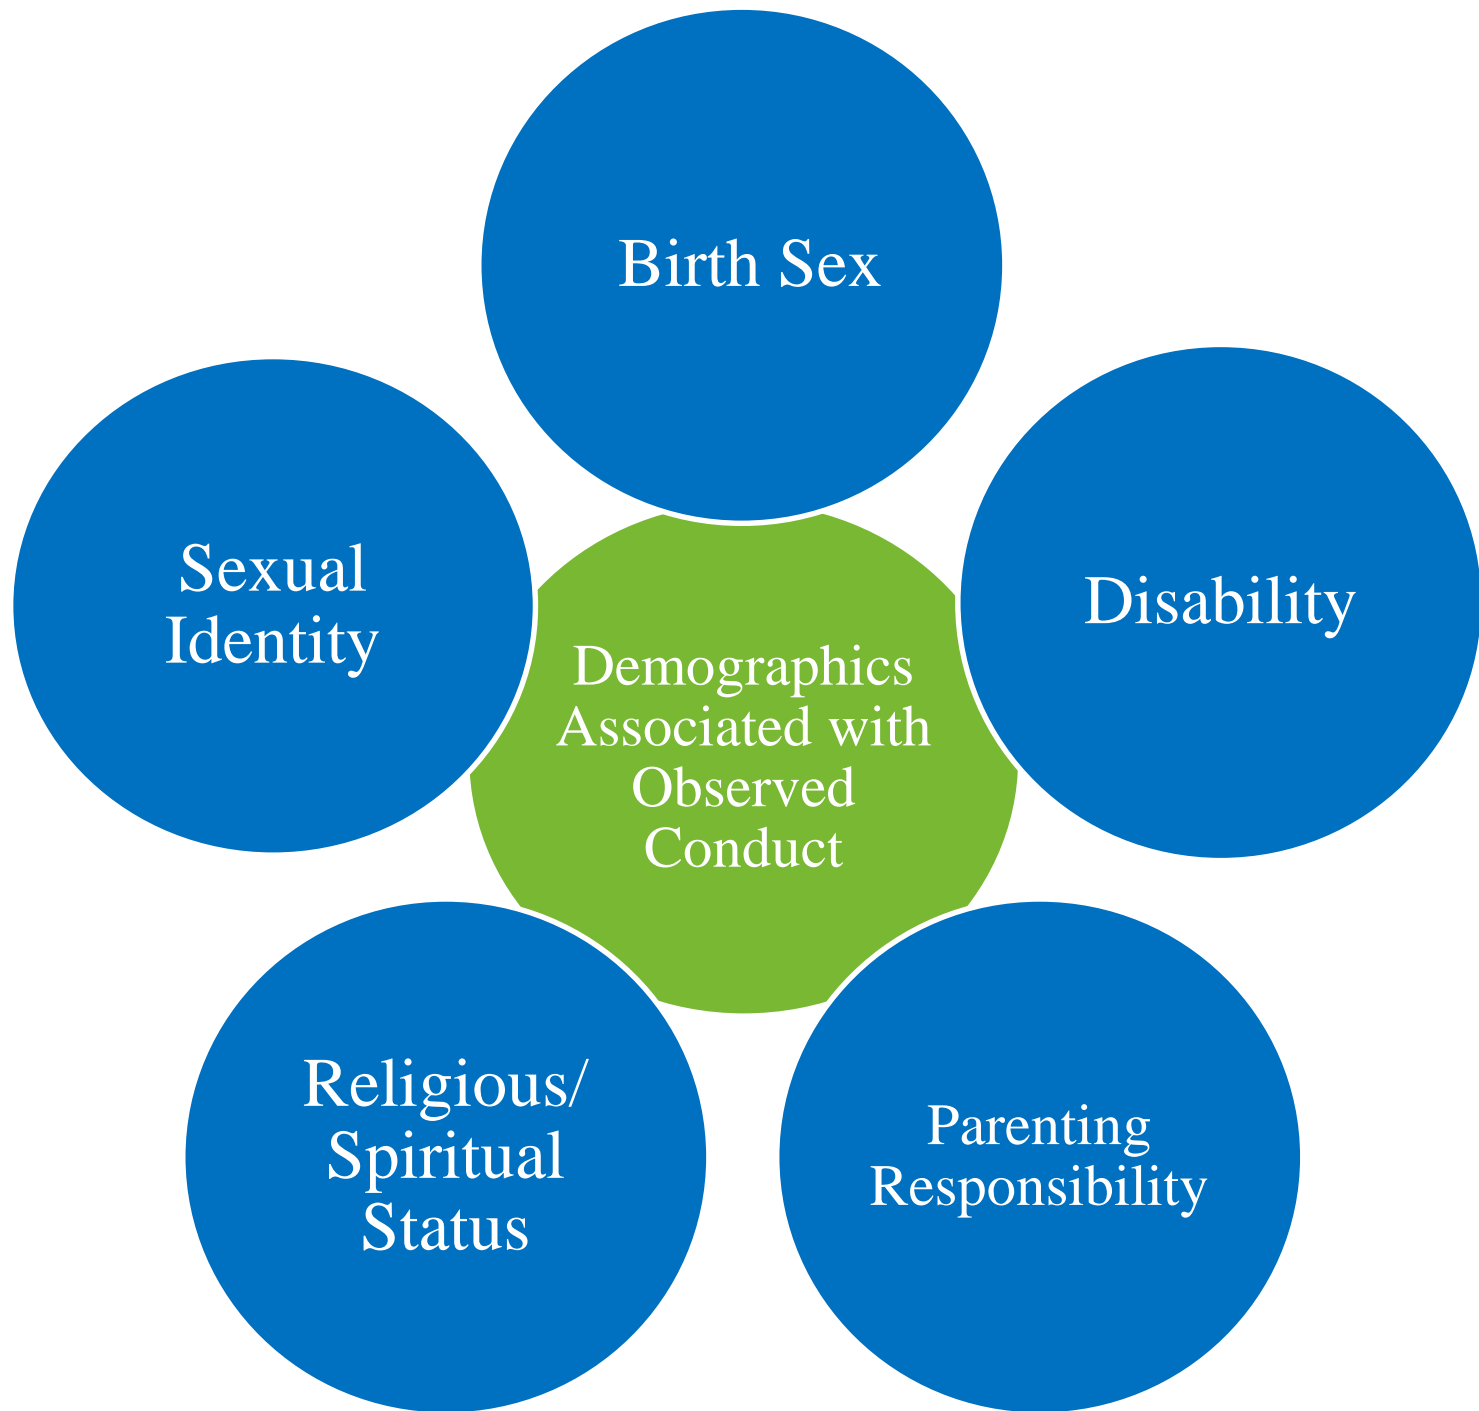 Birth Sex
Sexual
Identity
Disability
Demographics
Associated with
Observed
Conduct
Religious/
Spiritual
Status
Parenting
Responsibility